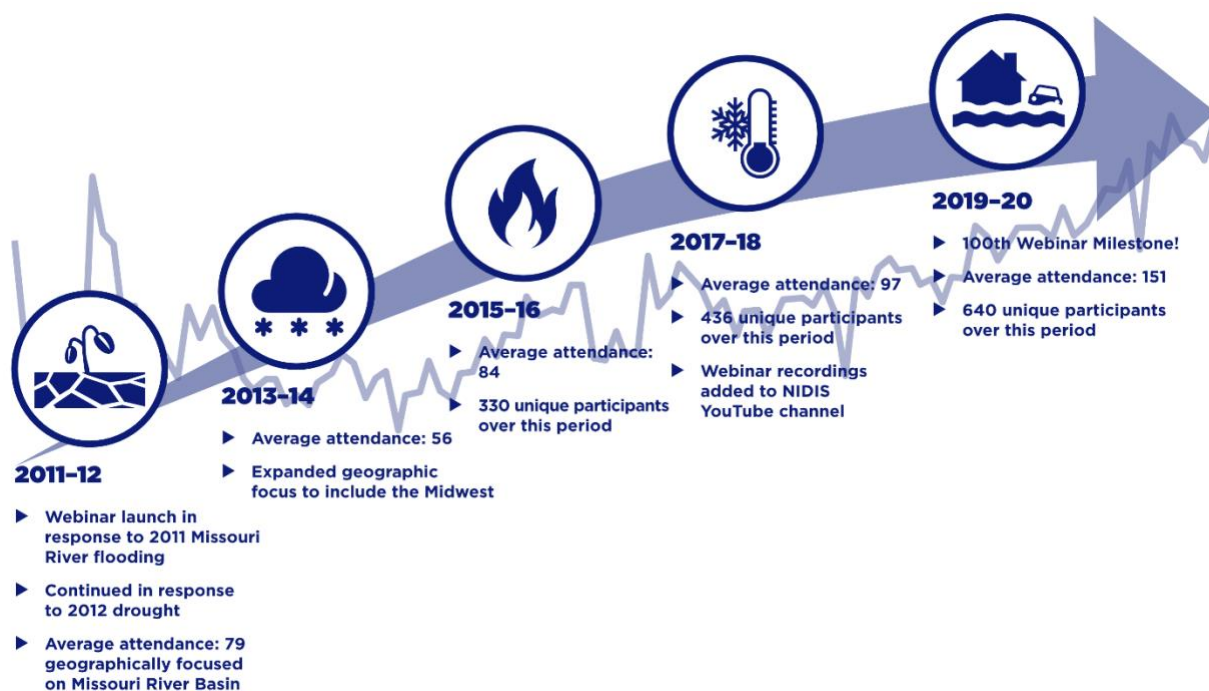 2011–12
► Webinar launch in
response to 2011 Missouri
River flooding
► Continued in response
to 2012 drought
► Average attendance: 79
geographically focused
on Missouri River Basin
2013–14
► Average attendance: 56
► Expanded geographic
focus to include the Midwest
2015–16
► Average attendance:
84
► 330 unique participants
over this period
2017–18
► Average attendance: 97
► 436 unique participants
over this period
► Webinar recordings
added to NIDIS
YouTube channel
2019–20
► 100th Webinar Milestone!
► Average attendance: 151
► 640 unique participants
over this period